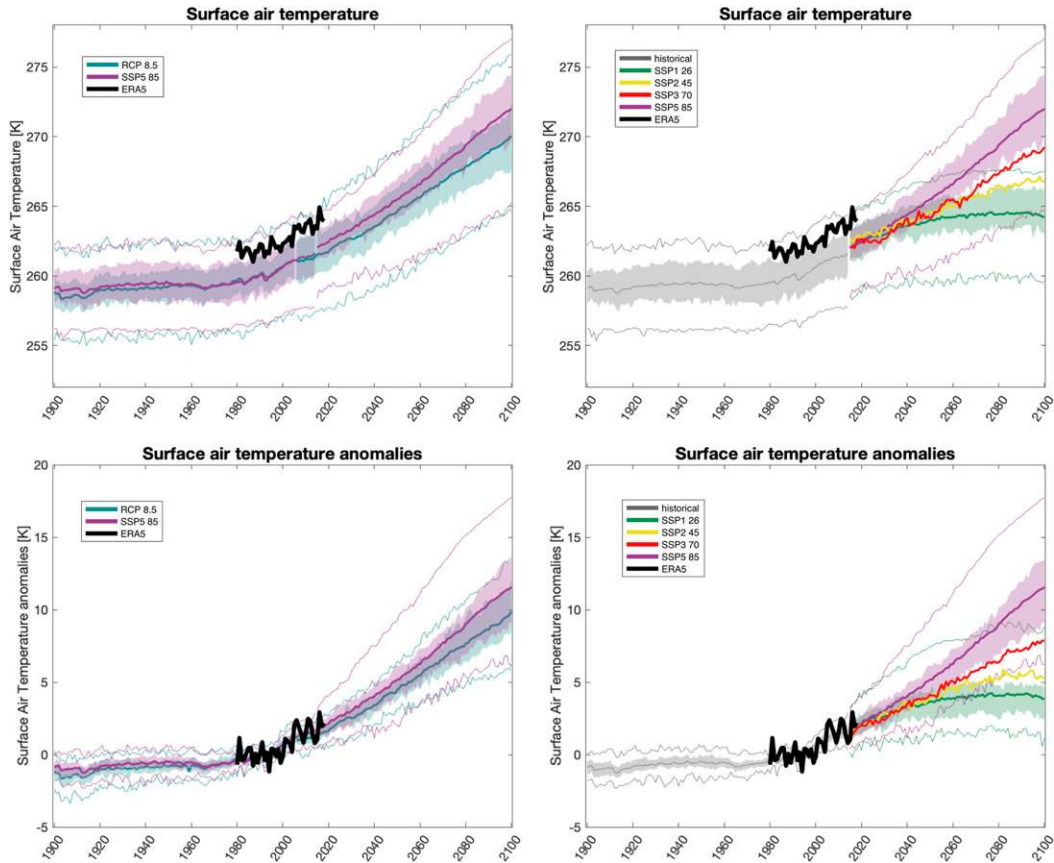 Surface air temperature
Surface Air Temperature [K]
275
270
265
260
255
RCP 8.5
SSP5 85
ERA5
1900
1920
1940
1960
1980
2000
2020
2040
2060
2080
2100
Surface air temperature
Surface Air Temperature [K]
275
270
265
260
255
historical
SSP1 26
SSP2 45
SSP3 70
SSP5 85
ERA5
1900
1920
1940
1960
1980
2000
2020
2040
2060
2080
2100
Surface air temperature anomalies
Surface Air Temperature anomalies [K]
20
15
10
5
0
-5
RCP 8.5
SSP5 85
ERA5
1900
1920
1940
1960
1980
2000
2020
2040
2060
2080
2100
Surface air temperature anomalies
Surface Air Temperature anomalies [K]
20
15
10
5
0
-5
historical
SSP1 26
SSP2 45
SSP3 70
SSP5 85
ERA5
1900
1920
1940
1960
1980
2000
2020
2040
2060
2080
2100